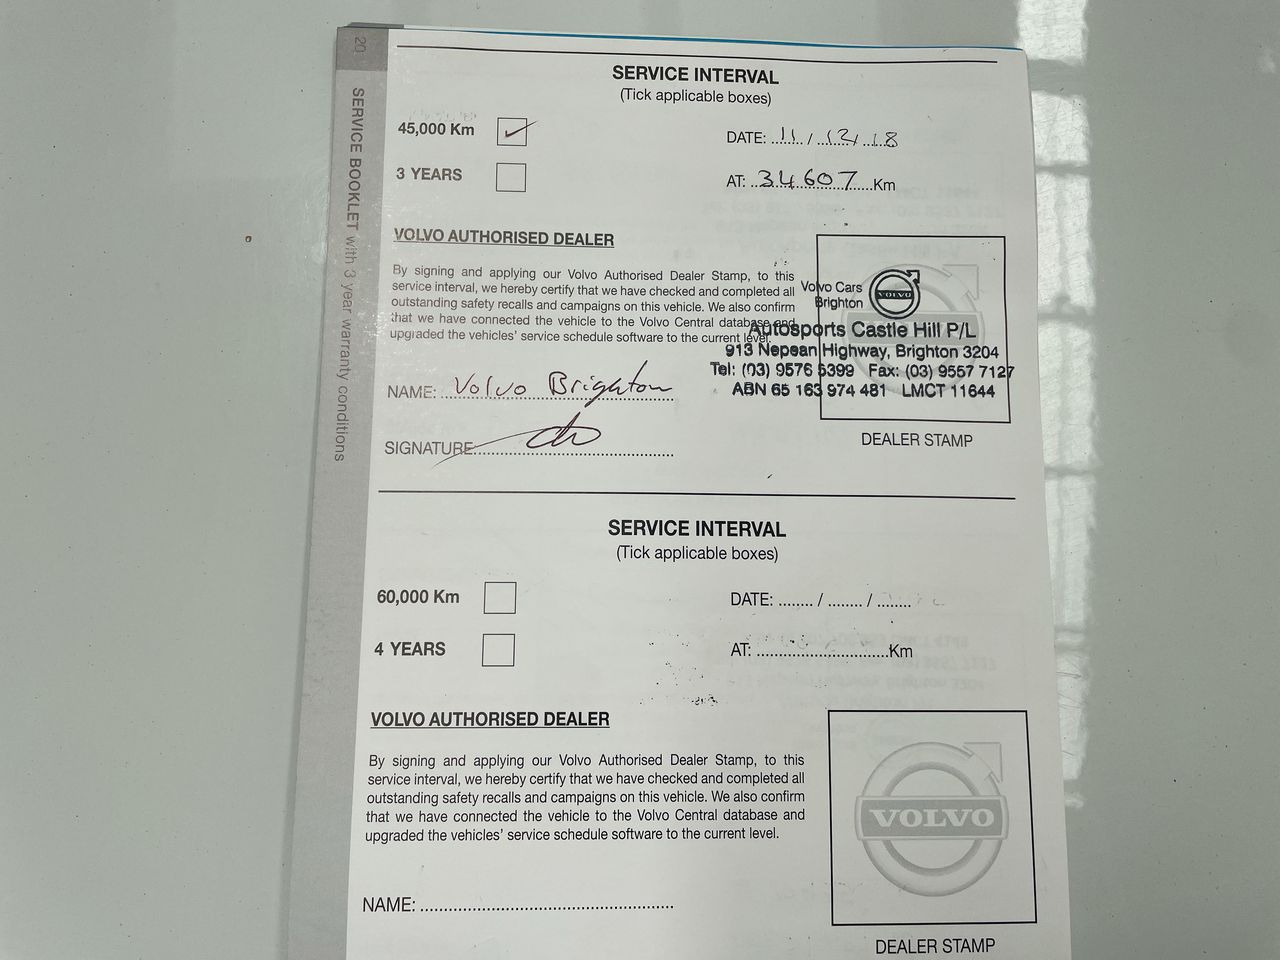 20
SERVICE BOOKLET with 3 year warranty conditions
SERVICE INTERVAL
(Tick applicable boxes)
45,000 Km
DATE: 11 / 12 / 18
3 YEARS
AT: 34607 Km
VOLVO AUTHORISED DEALER
By signing and applying our Volvo Authorised Dealer Stamp, to this
service interval, we hereby certify that we have checked and completed all
outstanding safety recalls and campaigns on this vehicle. We also confirm
that we have connected the vehicle to the Volvo Central database and
upgraded the vehicles' service schedule software to the current level.
Volvo Cars
Brighton
VOLVO
Autosports Castle Hill P/L
913 Nepean Highway, Brighton 3204
Tel: (03) 9576 5399 Fax: (03) 9557 7127
ABN 65 163 974 481 LMCT 11644
NAME: Volvo Brighton
SIGNATURE:
DEALER STAMP
SERVICE INTERVAL
(Tick applicable boxes)
60,000 Km
DATE: ........ / ........ / ........
4 YEARS
AT: ..............................Km
VOLVO AUTHORISED DEALER
By signing and applying our Volvo Authorised Dealer Stamp, to this
service interval, we hereby certify that we have checked and completed all
outstanding safety recalls and campaigns on this vehicle. We also confirm
that we have connected the vehicle to the Volvo Central database and
upgraded the vehicles' service schedule software to the current level.
VOLVO
NAME: ......................................................
DEALER STAMP